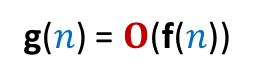 g(n) = O(f(n))